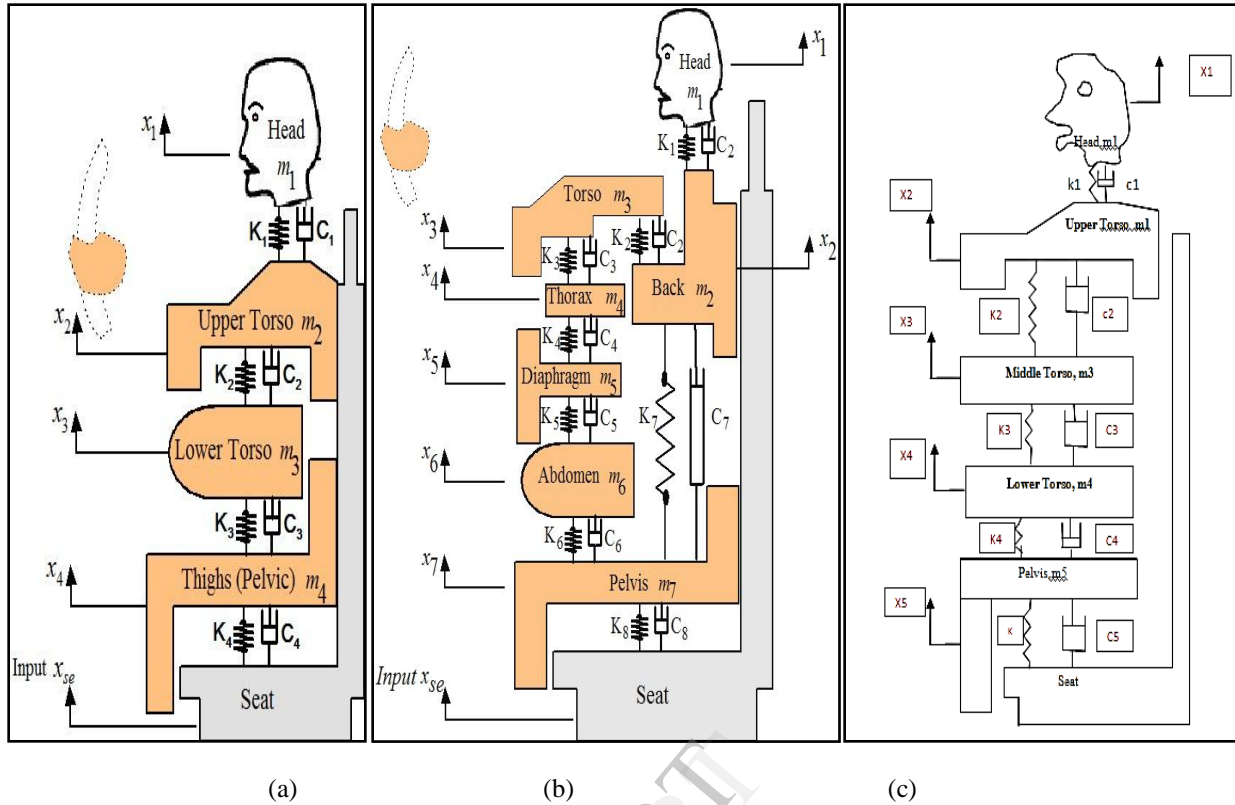 x1
Head
m1
K1
C1
x2
Upper Torso m2
K2
C2
x3
Lower Torso m3
K3
C3
x4
Thighs (Pelvic) m4
K4
C4
Input xse
Seat
(a)
x1
Head
m1
K1
C2
Torso m3
x3
K3
C3
K2
C2
x2
x4
Thorax m4
Back m2
K4
C4
x5
Diaphragm m5
K5
C5
K7
C7
x6
Abdomen m6
K6
C6
x7
Pelvis m7
K8
C8
Input xse
Seat
(b)
X1
Head,m1
k1
c1
X2
Upper Torso, m1
K2
c2
X3
Middle Torso, m3
K3
C3
X4
Lower Torso, m4
K4
C4
Pelvis,m5
X5
K
C5
Seat
(c)